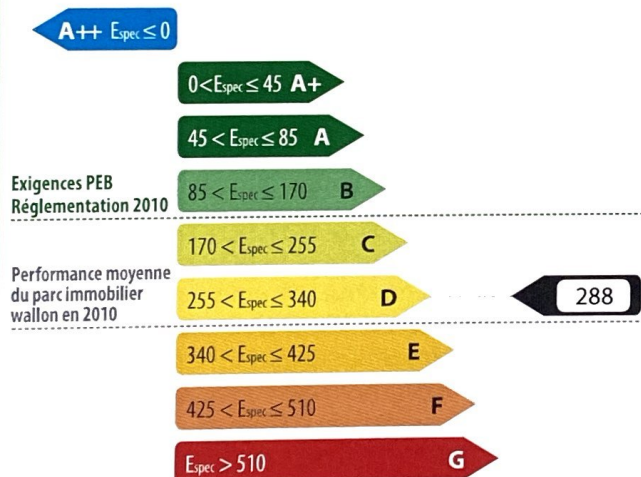 A++ Espec ≤ 0
0 < Espec ≤ 45 A+
45 < Espec ≤ 85 A
Exigences PEB
Réglementation 2010
85 < Espec ≤ 170 B
170 < Espec ≤ 255 C
Performance moyenne
du parc immobilier
wallon en 2010
255 < Espec ≤ 340 D
288
340 < Espec ≤ 425 E
425 < Espec ≤ 510 F
Espec > 510 G